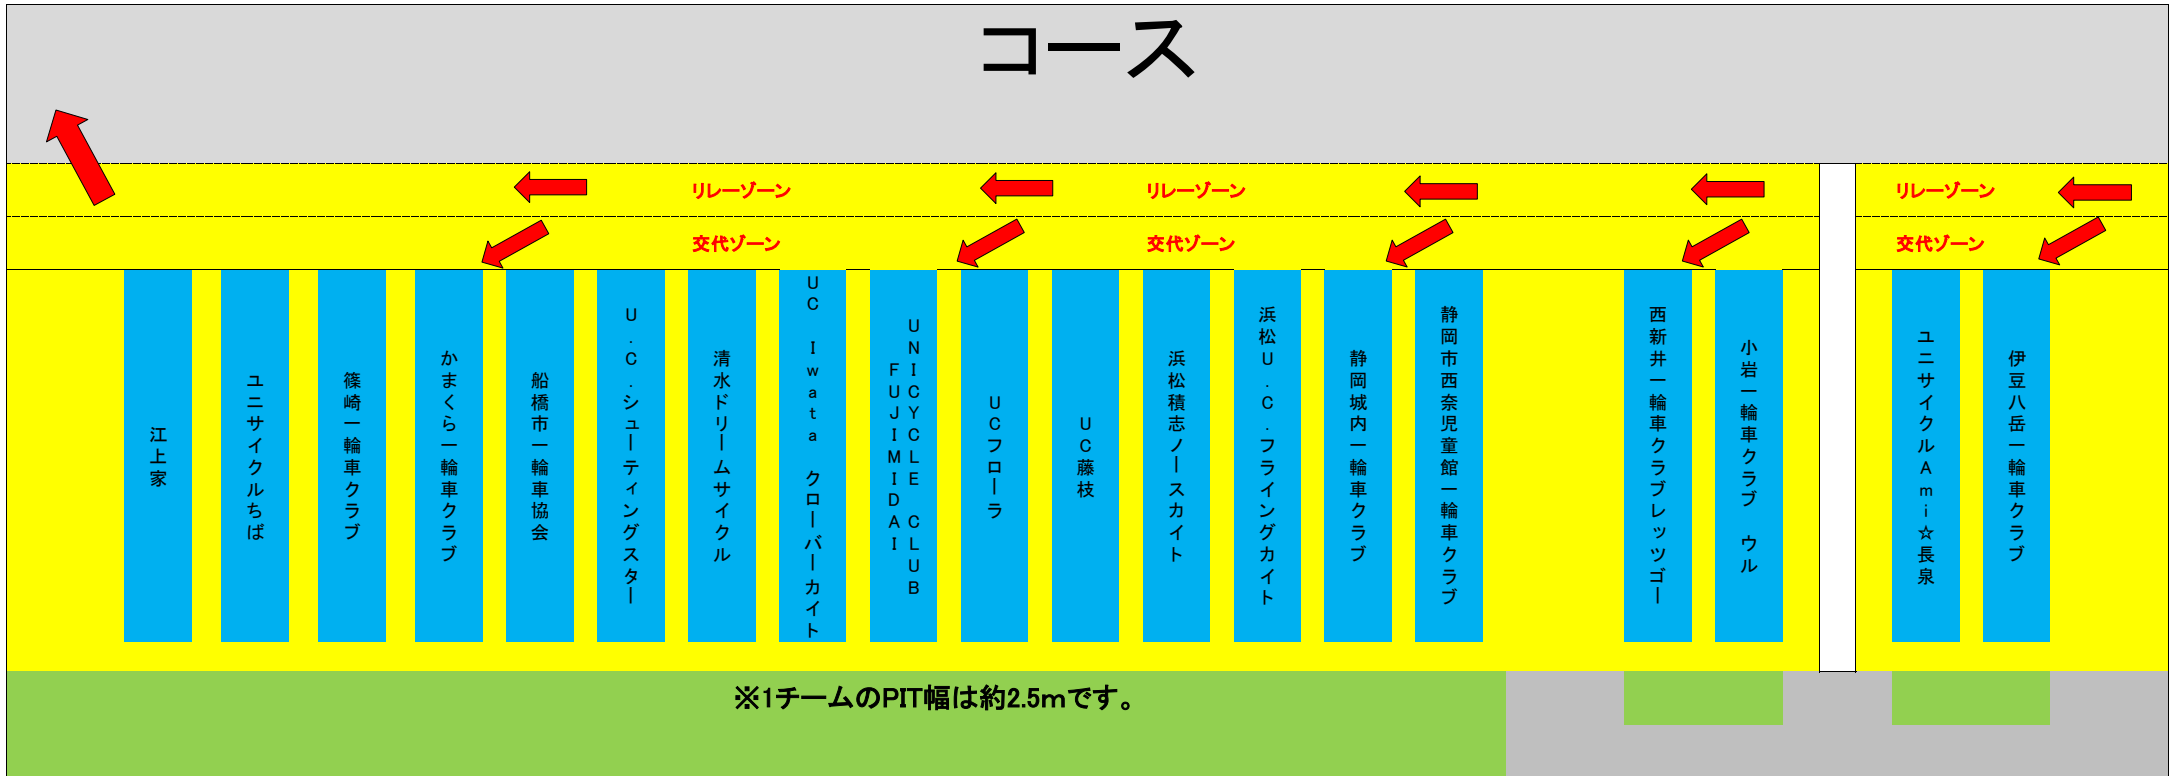 コース
リレーゾーン
リレーゾーン
リレーゾーン
交代ゾーン
交代ゾーン
交代ゾーン
江上家
ユニサイクルちば
篠崎一輪車クラブ
かまくら一輪車クラブ
船橋市一輪車協会
U.C.シューティングスター
清水ドリームサイクル
UC Iwata クローバーカイト
UNICYCLE CLUB
FUJIMIDAI
UCフローラ
UC藤枝
浜松積志ノースカイト
浜松U.C.フライングカイト
静岡城内一輪車クラブ
静岡市西奈児童館一輪車クラブ
西新井一輪車クラブレッツゴー
小岩一輪車クラブ ウル
ユニサイクルAmi☆長泉
伊豆八岳一輪車クラブ
※1チームのPIT幅は約2.5mです。